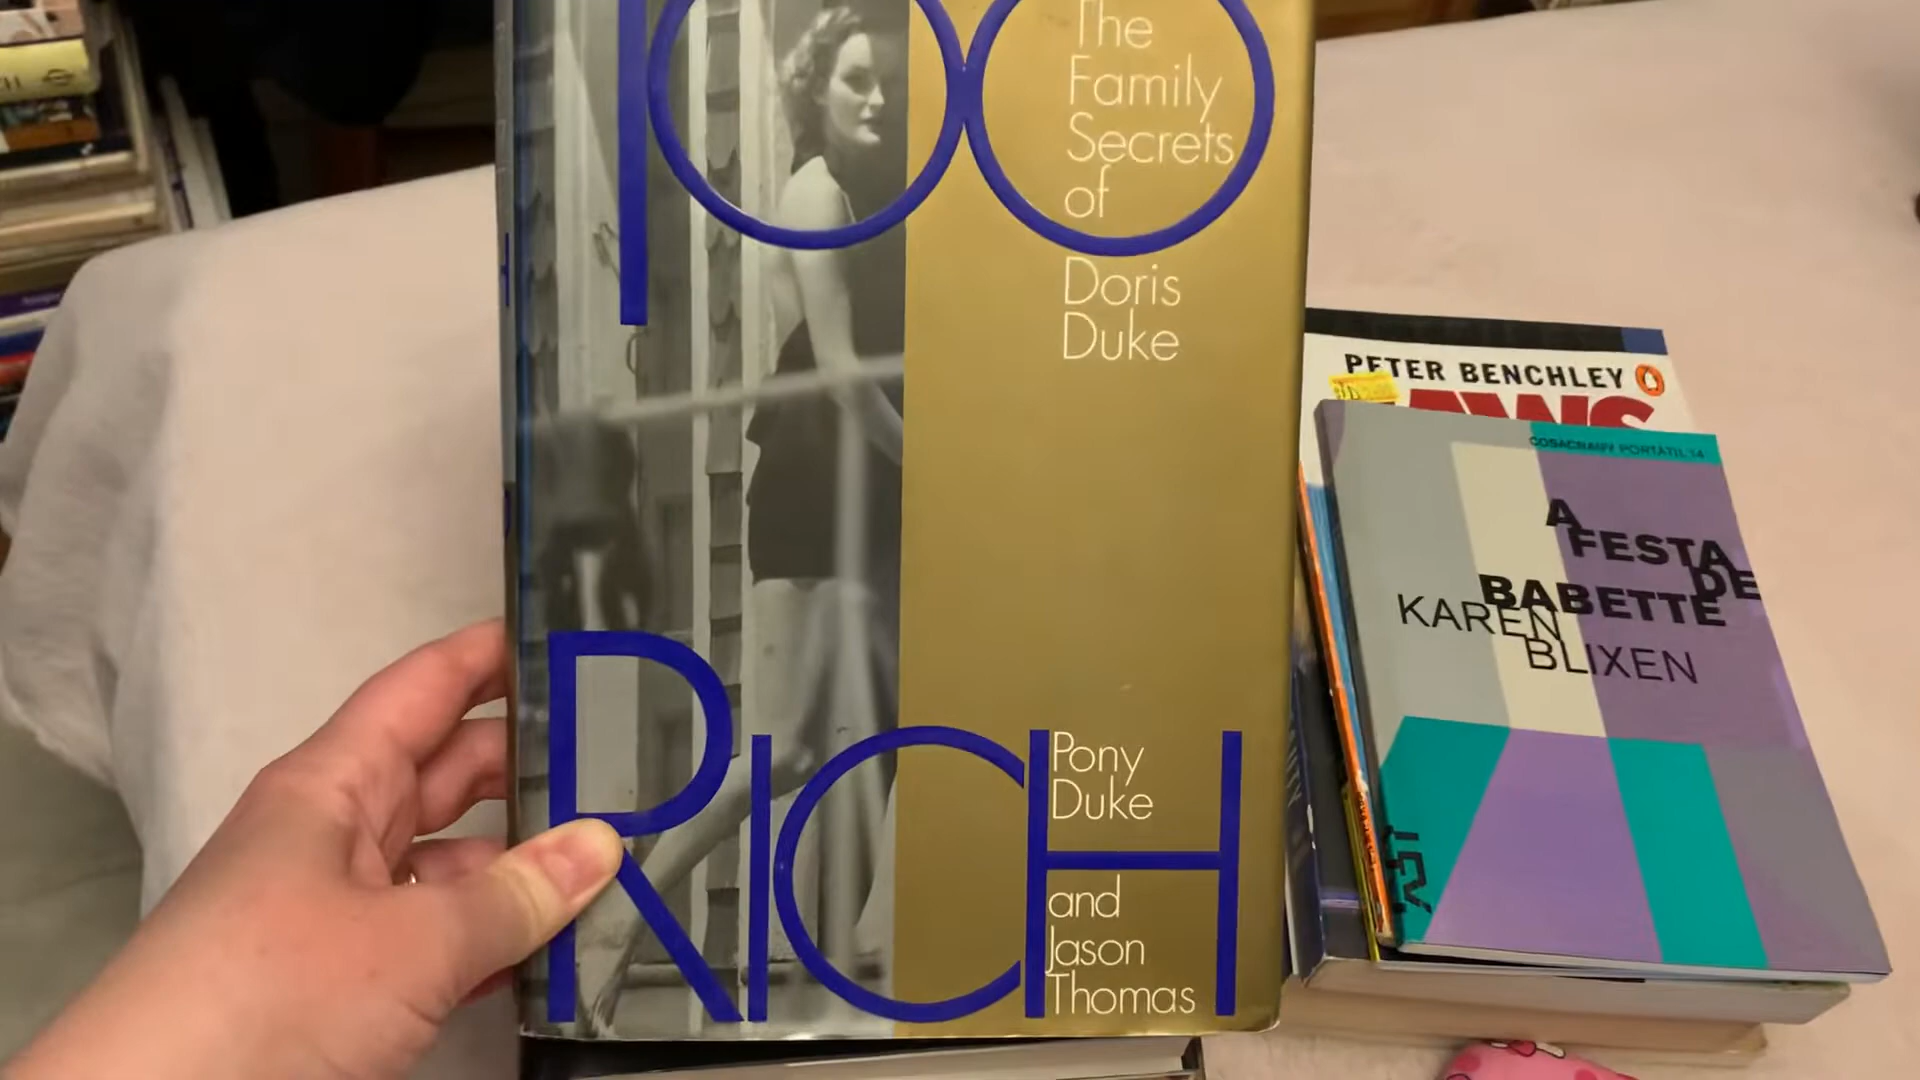 TOO
The
Family
Secrets
of
Doris
Duke
RICH
Pony
Duke
and
Jason
Thomas
PETER BENCHLEY
JAWS
COSACNAIFY PORTÁTIL 14
A
FESTA
DE
BABETTE
KAREN
BLIXEN